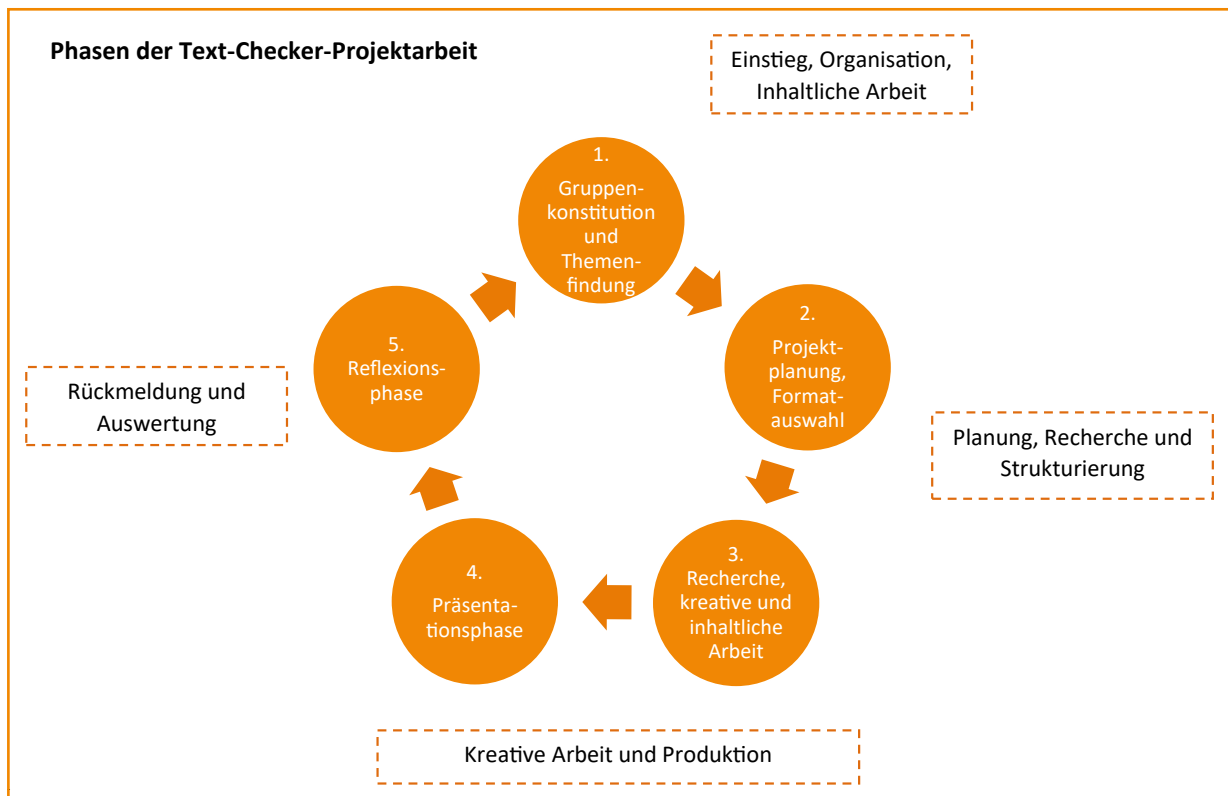 Phasen der Text-Checker-Projektarbeit
Einstieg, Organisation,
Inhaltliche Arbeit
1.
Gruppen-
konstitution
und
Themen-
findung
2.
Projekt-
planung,
Format-
auswahl
Planung, Recherche und
Strukturierung
3.
Recherche,
kreative und
inhaltliche
Arbeit
Kreative Arbeit und Produktion
4.
Präsenta-
tionsphase
5.
Reflexions-
phase
Rückmeldung und
Auswertung